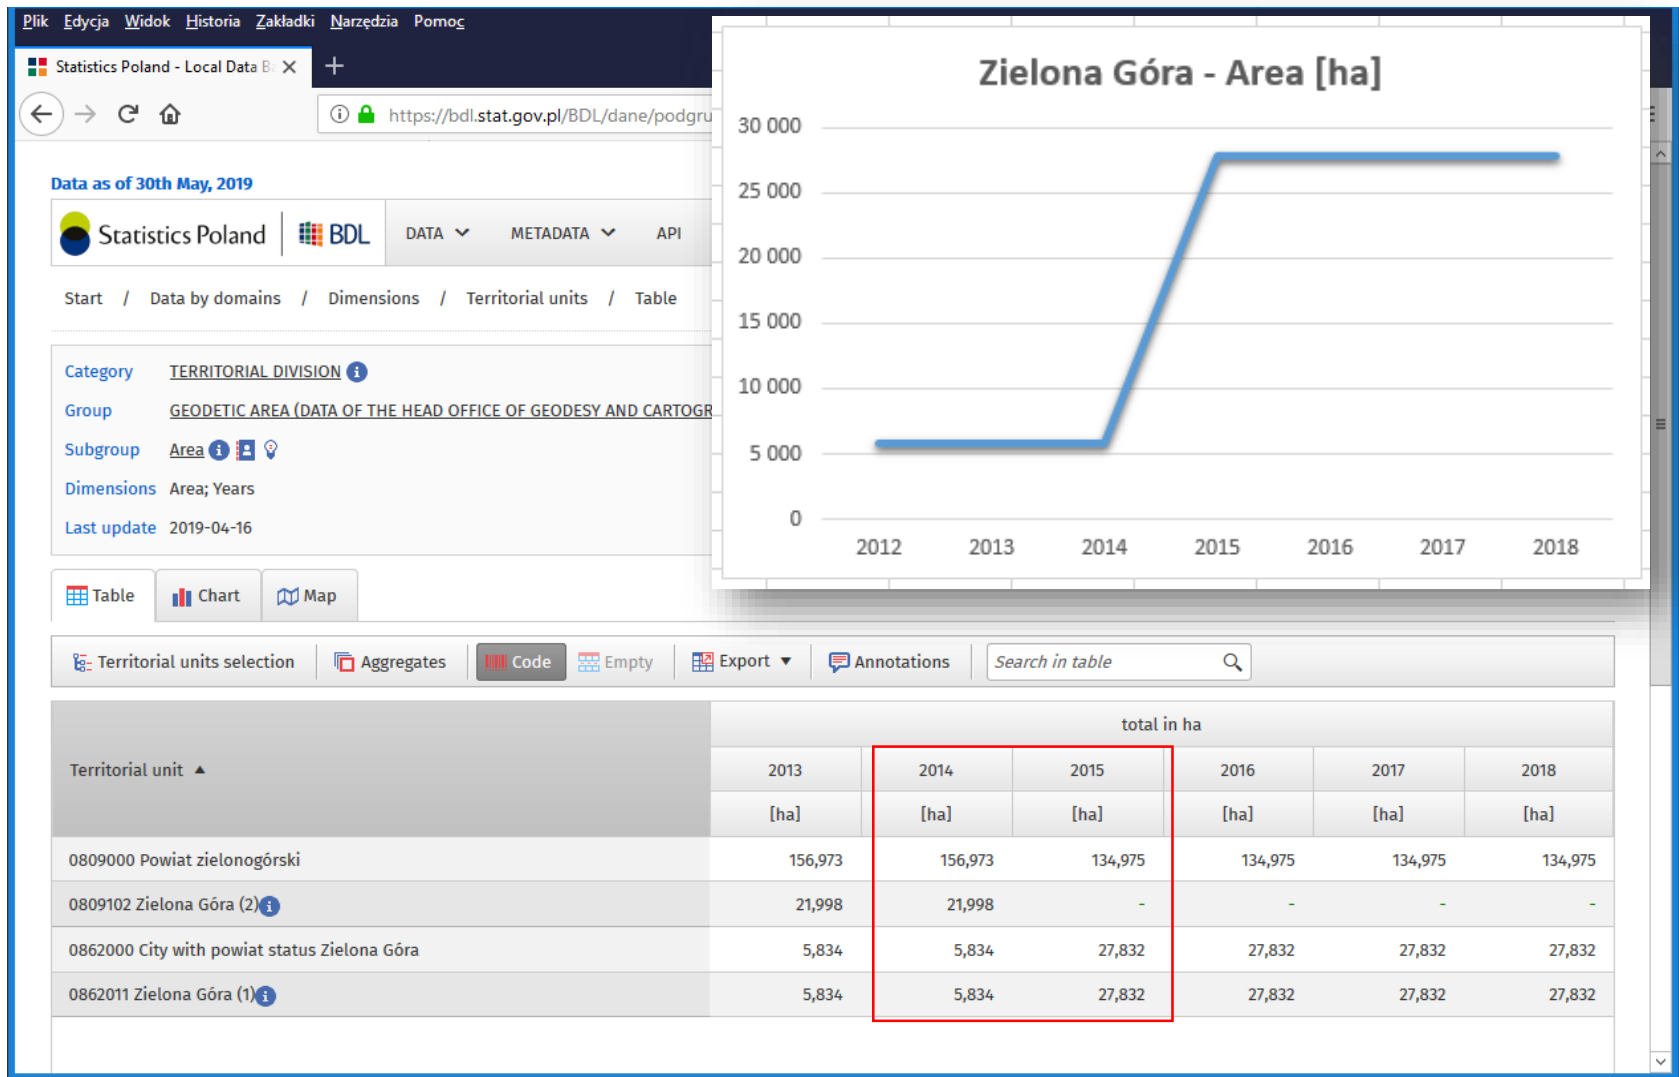 Plik Edycja Widok Historia Zakładki Narzędzia Pomoc
Statistics Poland - Local Data B
https://bdl.stat.gov.pl/BDL/dane/podgru
Data as of 30th May, 2019
Statistics Poland BDL DATA METADATA API
Start / Data by domains / Dimensions / Territorial units / Table
Category TERRITORIAL DIVISION
Group GEODETIC AREA (DATA OF THE HEAD OFFICE OF GEODESY AND CARTOGR
Subgroup Area
Dimensions Area; Years
Last update 2019-04-16
Zielona Góra - Area [ha]
30 000
25 000
20 000
15 000
10 000
5 000
0
2012 2013 2014 2015 2016 2017 2018
Table Chart Map
Territorial units selection Aggregates Code Empty Export Annotations Search in table
total in ha
Territorial unit 2013 2014 2015 2016 2017 2018
[ha] [ha] [ha] [ha] [ha] [ha]
0809000 Powiat zielonogórski 156,973 156,973 134,975 134,975 134,975 134,975
0809102 Zielona Góra (2) 21,998 21,998 - - - -
0862000 City with powiat status Zielona Góra 5,834 5,834 27,832 27,832 27,832 27,832
0862011 Zielona Góra (1) 5,834 5,834 27,832 27,832 27,832 27,832